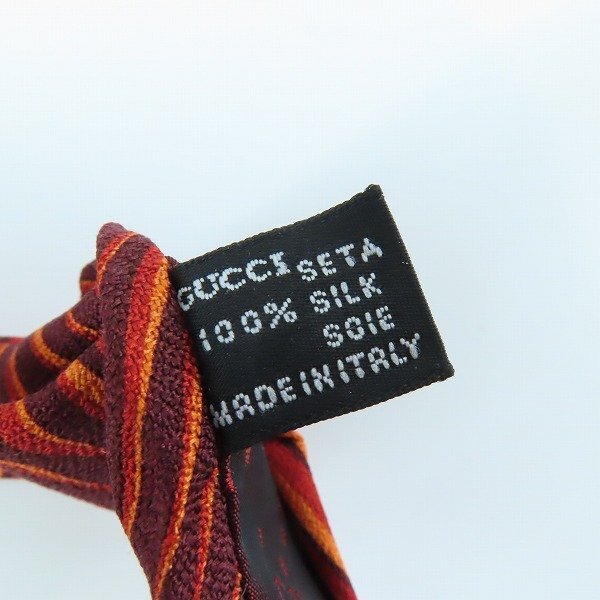 GUCCI SETA
100% SILK
SOIE
MADE IN ITALY